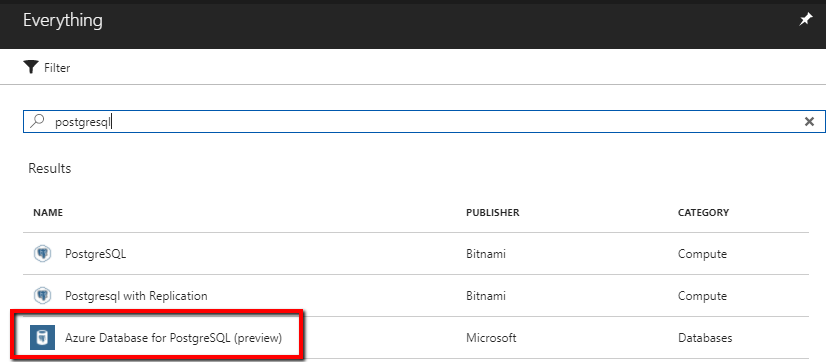 Everything
Filter
postgresql
Results
NAME PUBLISHER CATEGORY
PostgreSQL Bitnami Compute
Postgresql with Replication Bitnami Compute
Azure Database for PostgreSQL (preview) Microsoft Databases